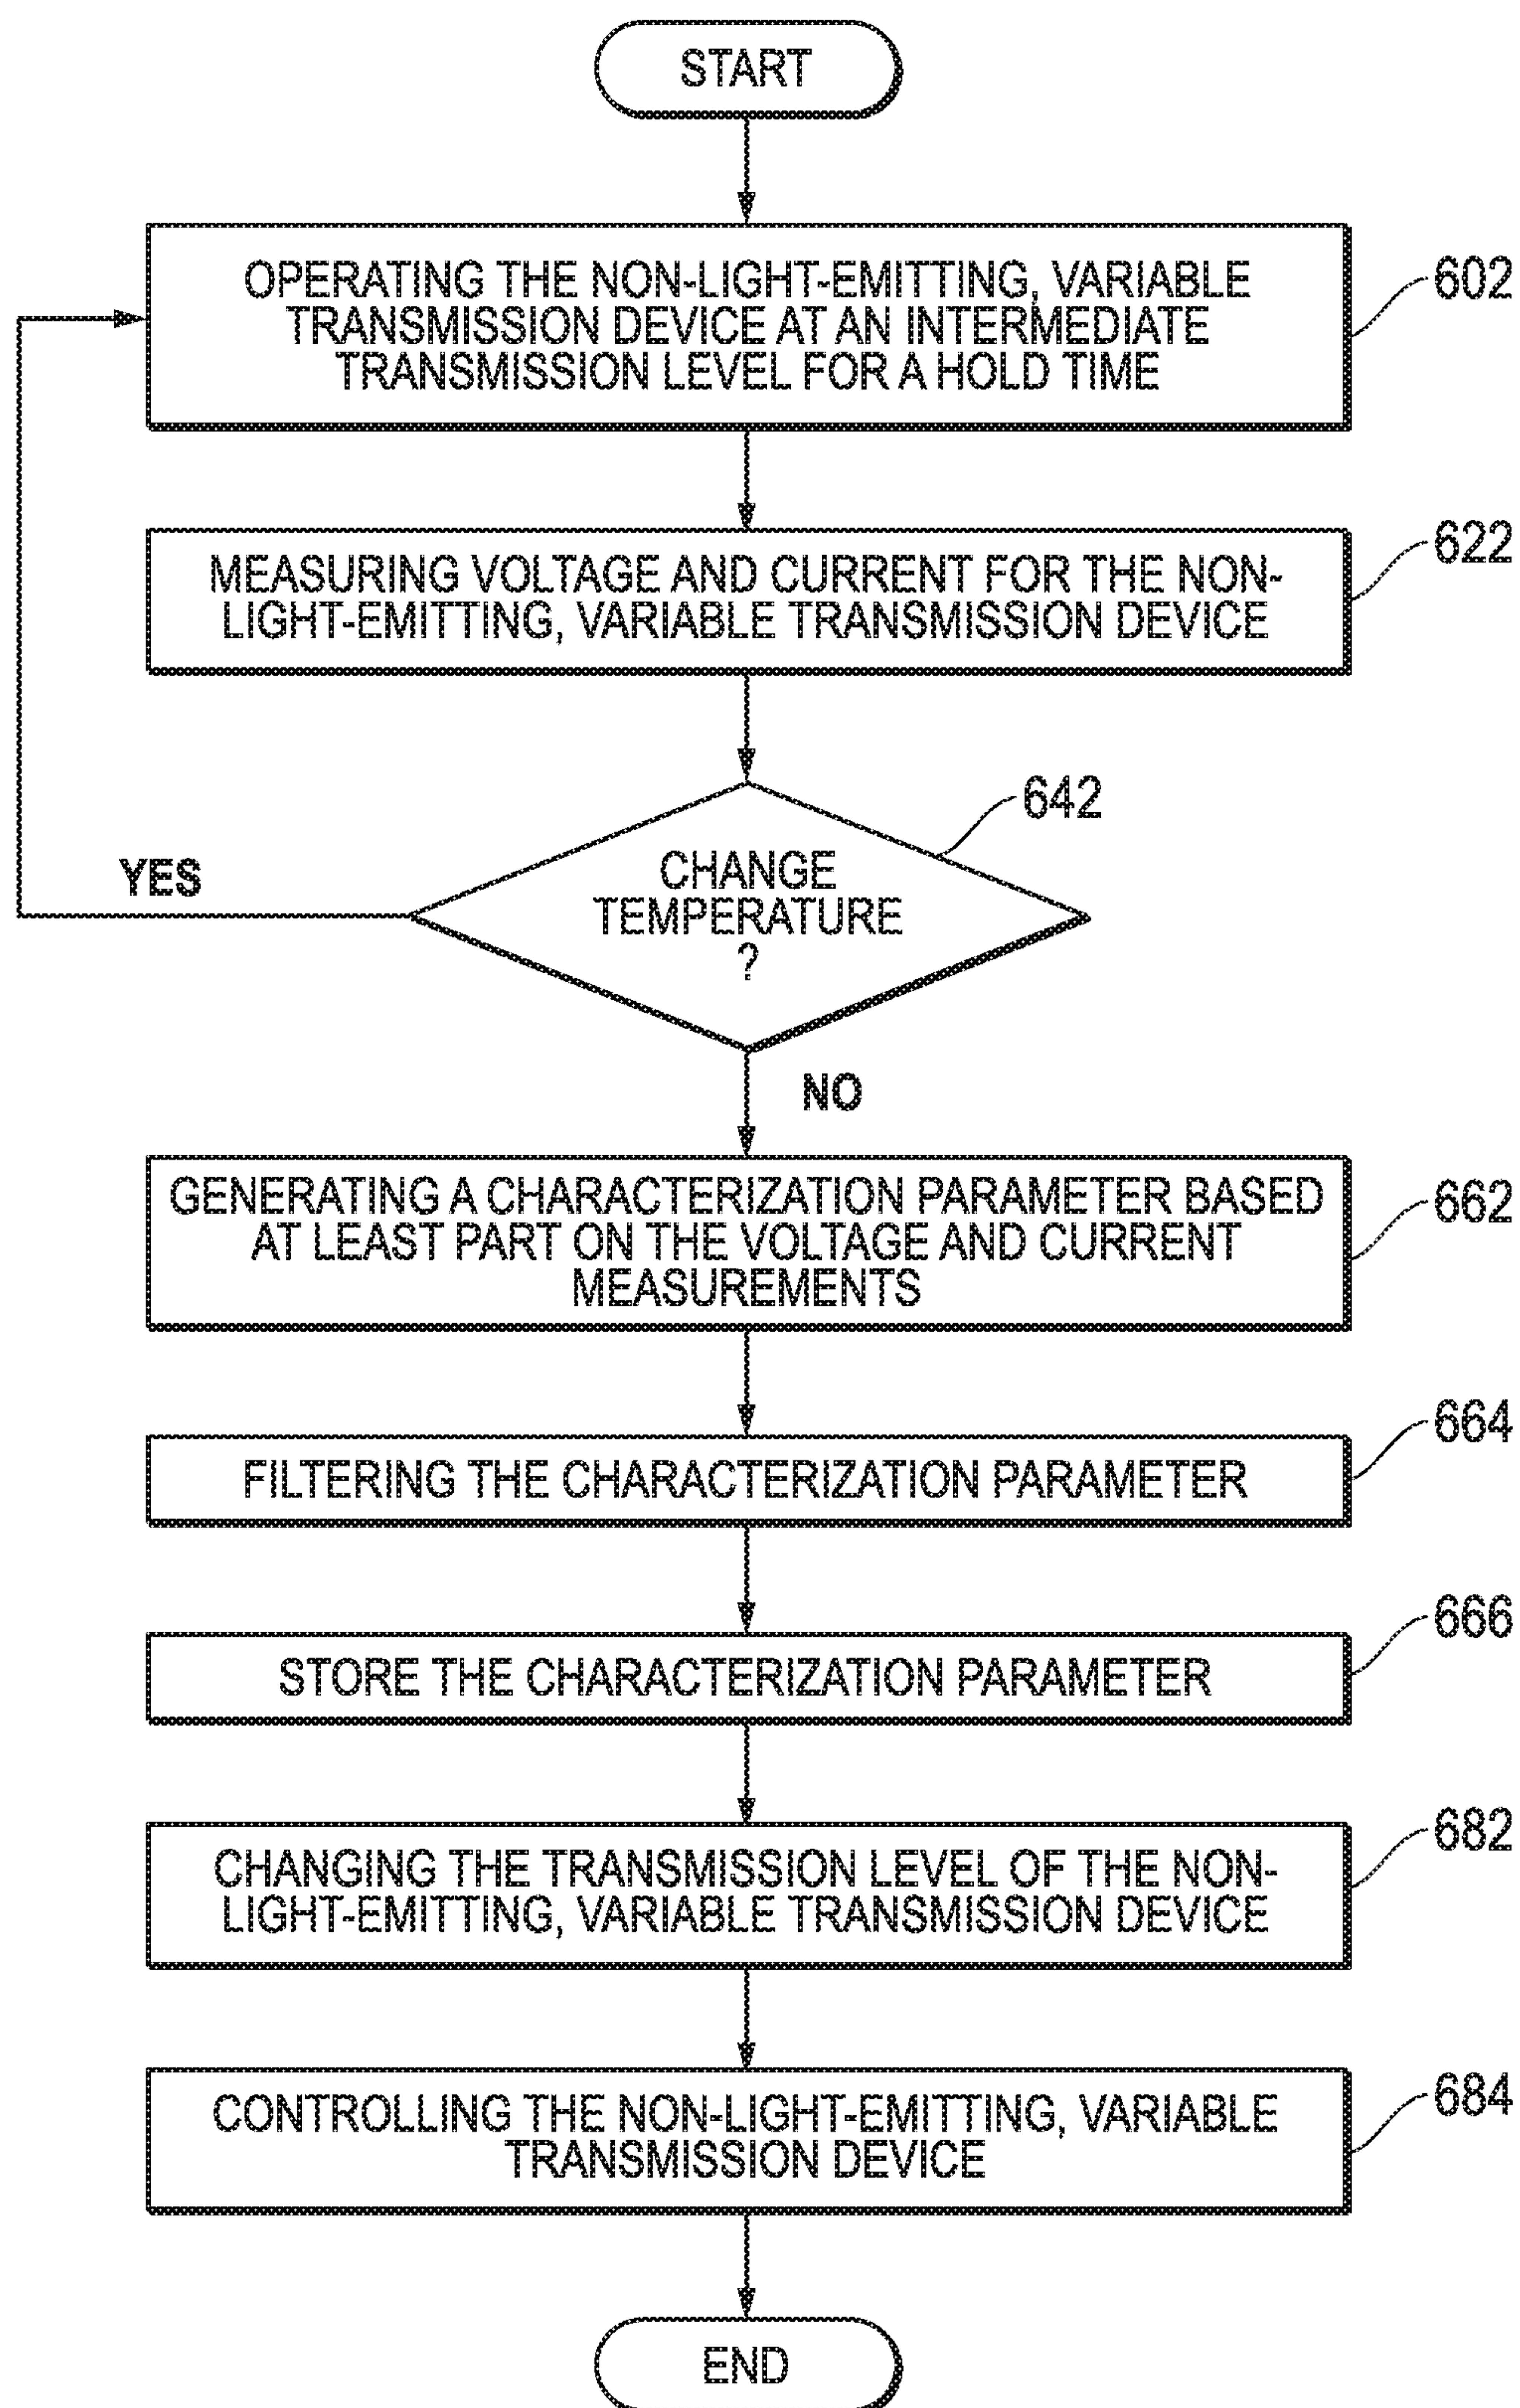 START
OPERATING THE NON-LIGHT-EMITTING, VARIABLE
TRANSMISSION DEVICE AT AN INTERMEDIATE
TRANSMISSION LEVEL FOR A HOLD TIME
602
MEASURING VOLTAGE AND CURRENT FOR THE NON-
LIGHT-EMITTING, VARIABLE TRANSMISSION DEVICE
622
642
CHANGE
TEMPERATURE
?
YES
NO
GENERATING A CHARACTERIZATION PARAMETER BASED
AT LEAST PART ON THE VOLTAGE AND CURRENT
MEASUREMENTS
662
FILTERING THE CHARACTERIZATION PARAMETER
664
STORE THE CHARACTERIZATION PARAMETER
666
CHANGING THE TRANSMISSION LEVEL OF THE NON-
LIGHT-EMITTING, VARIABLE TRANSMISSION DEVICE
682
CONTROLLING THE NON-LIGHT-EMITTING, VARIABLE
TRANSMISSION DEVICE
684
END